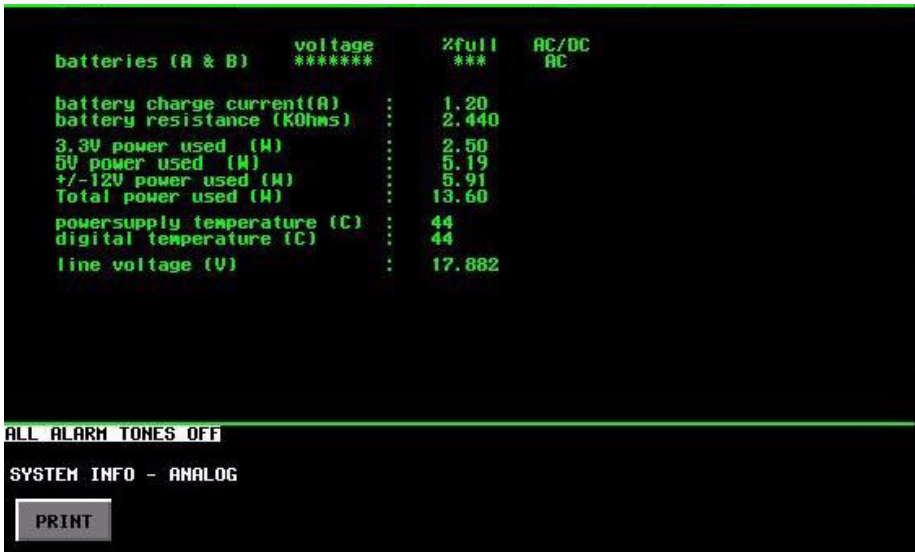 voltage %full AC/DC
batteries (A & B) ******* *** AC
battery charge current(A) : 1.20
battery resistance (KOhms) : 2.440
3.3V power used (W) : 2.50
5V power used (W) : 5.19
+/-12V power used (W) : 5.91
Total power used (W) : 13.60
powersupply temperature (C) : 44
digital temperature (C) : 44
line voltage (V) : 17.882
ALL ALARM TONES OFF
SYSTEM INFO - ANALOG
PRINT